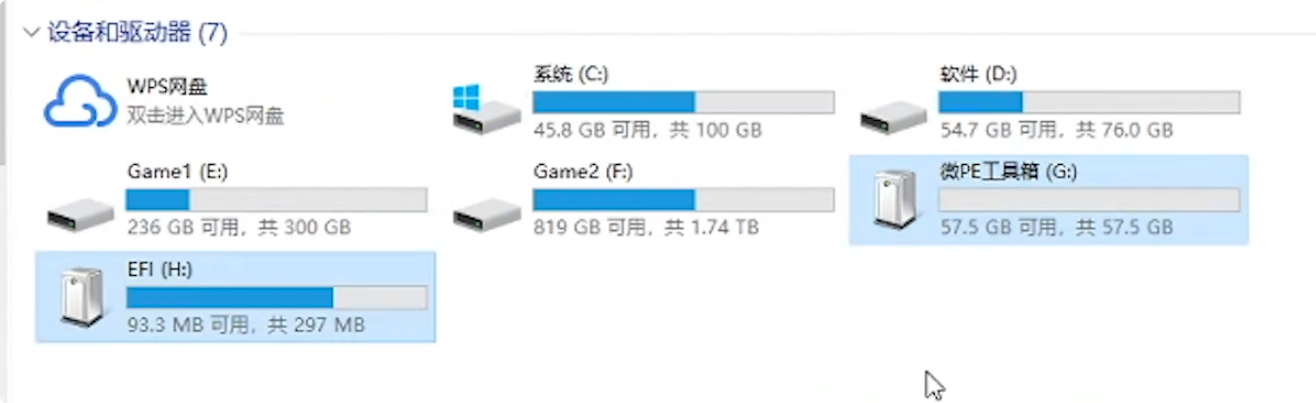 设备和驱动器 (7)
WPS网盘
双击进入WPS网盘
系统 (C:)
45.8 GB 可用，共 100 GB
软件 (D:)
54.7 GB 可用，共 76.0 GB
Game1 (E:)
236 GB 可用，共 300 GB
Game2 (F:)
819 GB 可用，共 1.74 TB
微PE工具箱 (G:)
57.5 GB 可用，共 57.5 GB
EFI (H:)
93.3 MB 可用，共 297 MB